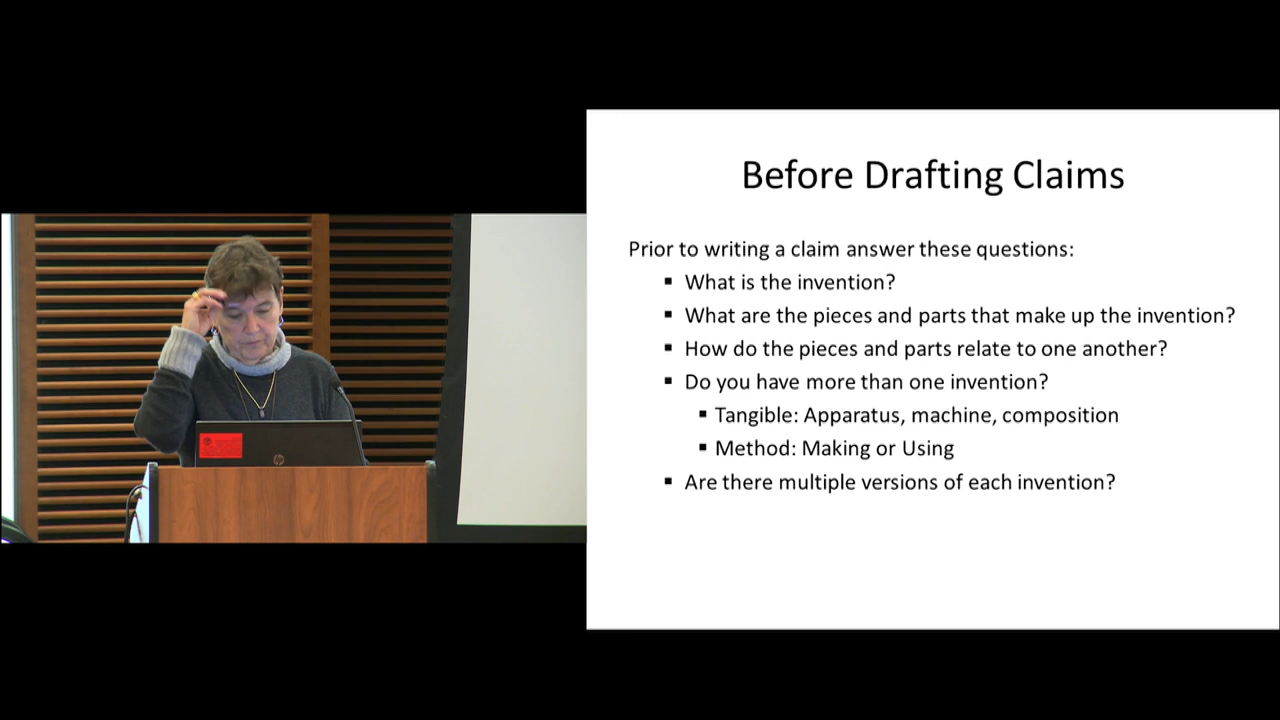 Before Drafting Claims
Prior to writing a claim answer these questions:
What is the invention?
What are the pieces and parts that make up the invention?
How do the pieces and parts relate to one another?
Do you have more than one invention?
Tangible: Apparatus, machine, composition
Method: Making or Using
Are there multiple versions of each invention?
hp